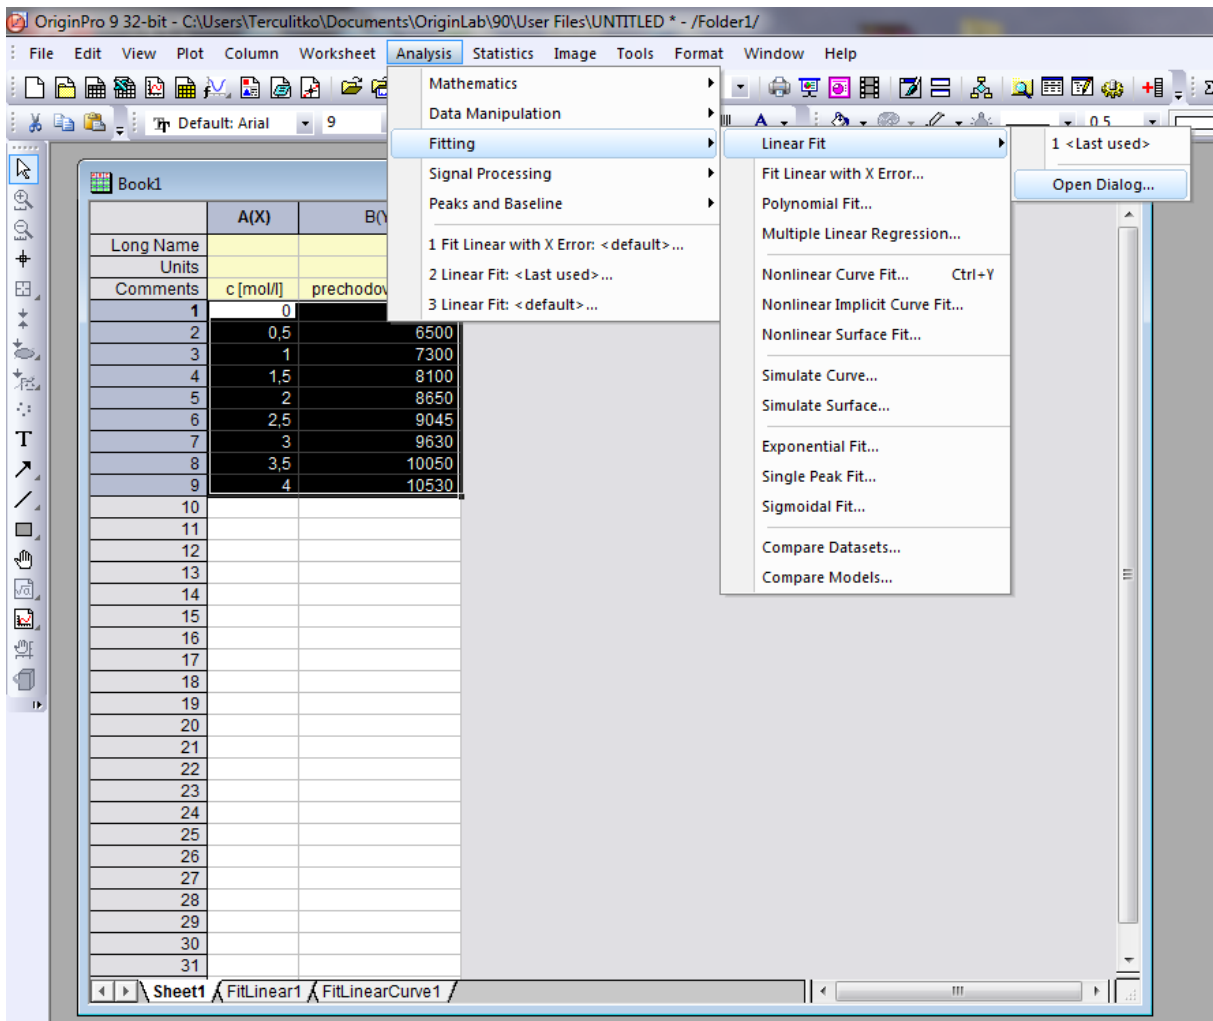 OriginPro 9 32-bit - C:\Users\Terculitko\Documents\OriginLab\90\User Files\UNTITLED * - /Folder1/
File Edit View Plot Column Worksheet Analysis Statistics Image Tools Format Window Help
Default: Arial 9 0.5
Mathematics
Data Manipulation
Fitting
Signal Processing
Peaks and Baseline
1 Fit Linear with X Error: <default>...
2 Linear Fit: <Last used>...
3 Linear Fit: <default>...
Linear Fit
Fit Linear with X Error...
Polynomial Fit...
Multiple Linear Regression...
Nonlinear Curve Fit... Ctrl+Y
Nonlinear Implicit Curve Fit...
Nonlinear Surface Fit...
Simulate Curve...
Simulate Surface...
Exponential Fit...
Single Peak Fit...
Sigmoidal Fit...
Compare Datasets...
Compare Models...
1 <Last used>
Open Dialog...
Book1
A(X) B(Y
Long Name
Units
Comments c [mol/l] prechodov
1 0
2 0,5 6500
3 1 7300
4 1,5 8100
5 2 8650
6 2,5 9045
7 3 9630
8 3,5 10050
9 4 10530
10
11
12
13
14
15
16
17
18
19
20
21
22
23
24
25
26
27
28
29
30
31
Sheet1 FitLinear1 FitLinearCurve1